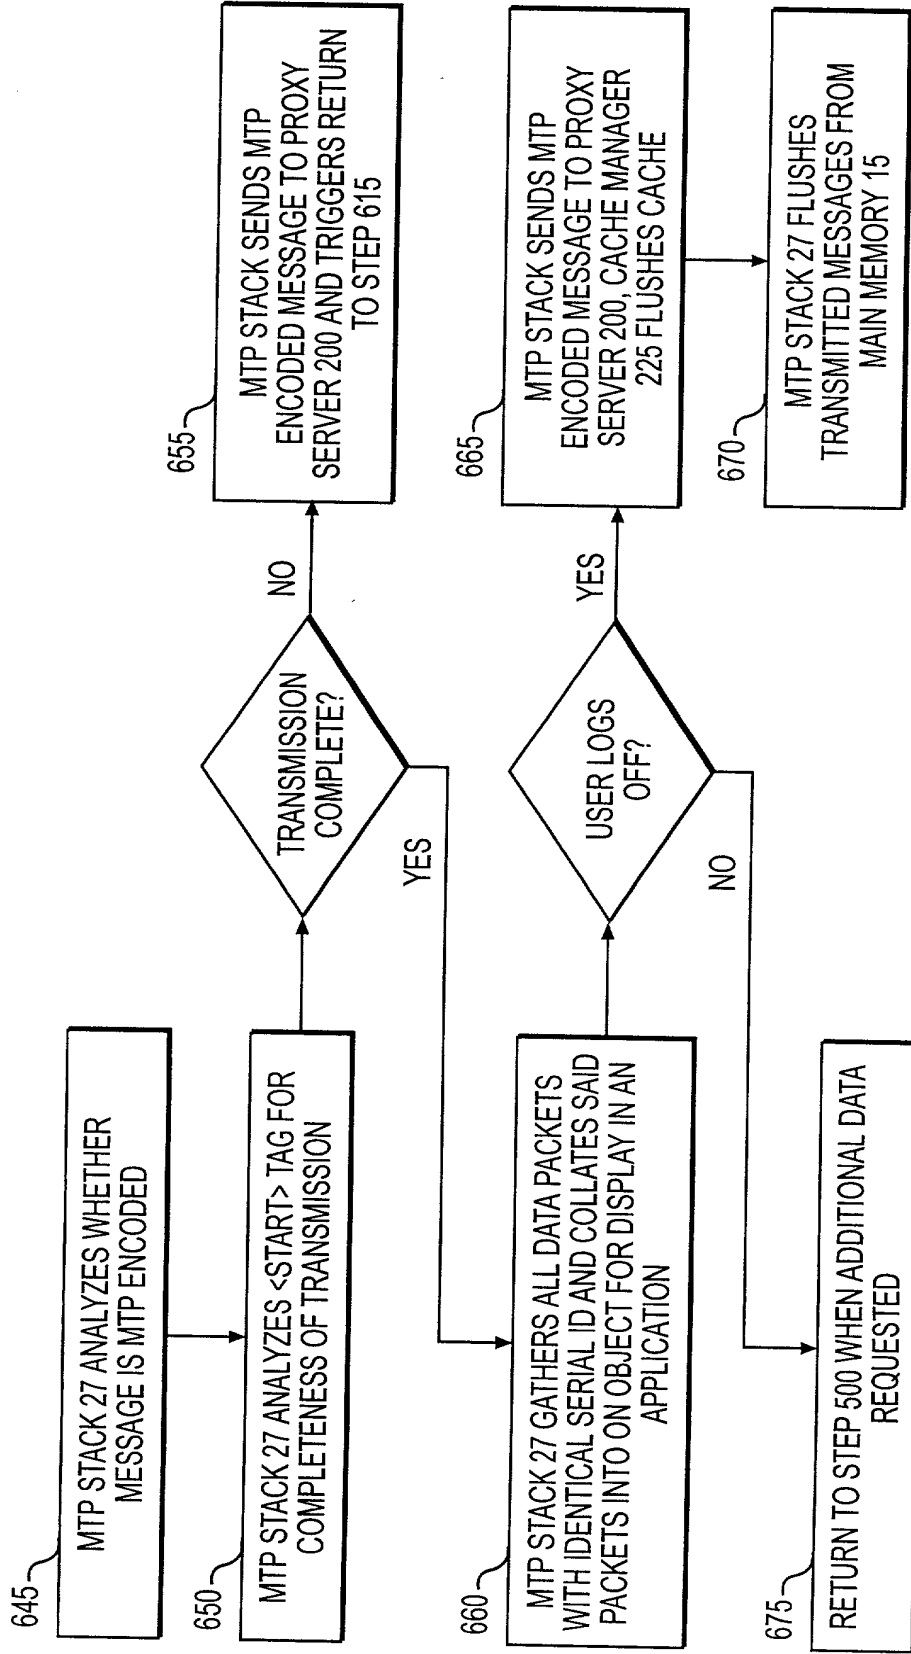 645
MTP STACK 27 ANALYZES WHETHER
MESSAGE IS MTP ENCODED
650
MTP STACK 27 ANALYZES <START> TAG FOR
COMPLETENESS OF TRANSMISSION
TRANSMISSION
COMPLETE?
NO
655
MTP STACK SENDS MTP
ENCODED MESSAGE TO PROXY
SERVER 200 AND TRIGGERS RETURN
TO STEP 615
YES
660
MTP STACK 27 GATHERS ALL DATA PACKETS
WITH IDENTICAL SERIAL ID AND COLLATES SAID
PACKETS INTO ON OBJECT FOR DISPLAY IN AN
APPLICATION
USER LOGS
OFF?
YES
665
MTP STACK SENDS MTP
ENCODED MESSAGE TO PROXY
SERVER 200, CACHE MANAGER
225 FLUSHES CACHE
670
MTP STACK 27 FLUSHES
TRANSMITTED MESSAGES FROM
MAIN MEMORY 15
NO
675
RETURN TO STEP 500 WHEN ADDITIONAL DATA
REQUESTED